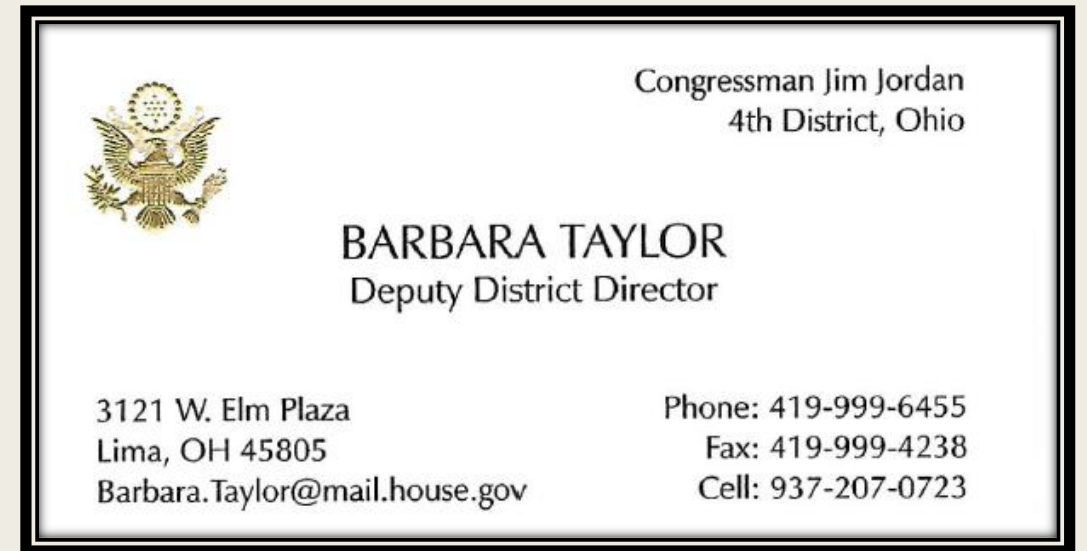 Congressman Jim Jordan
4th District, Ohio
BARBARA TAYLOR
Deputy District Director
3121 W. Elm Plaza
Lima, OH 45805
Barbara.Taylor@mail.house.gov
Phone: 419-999-6455
Fax: 419-999-4238
Cell: 937-207-0723